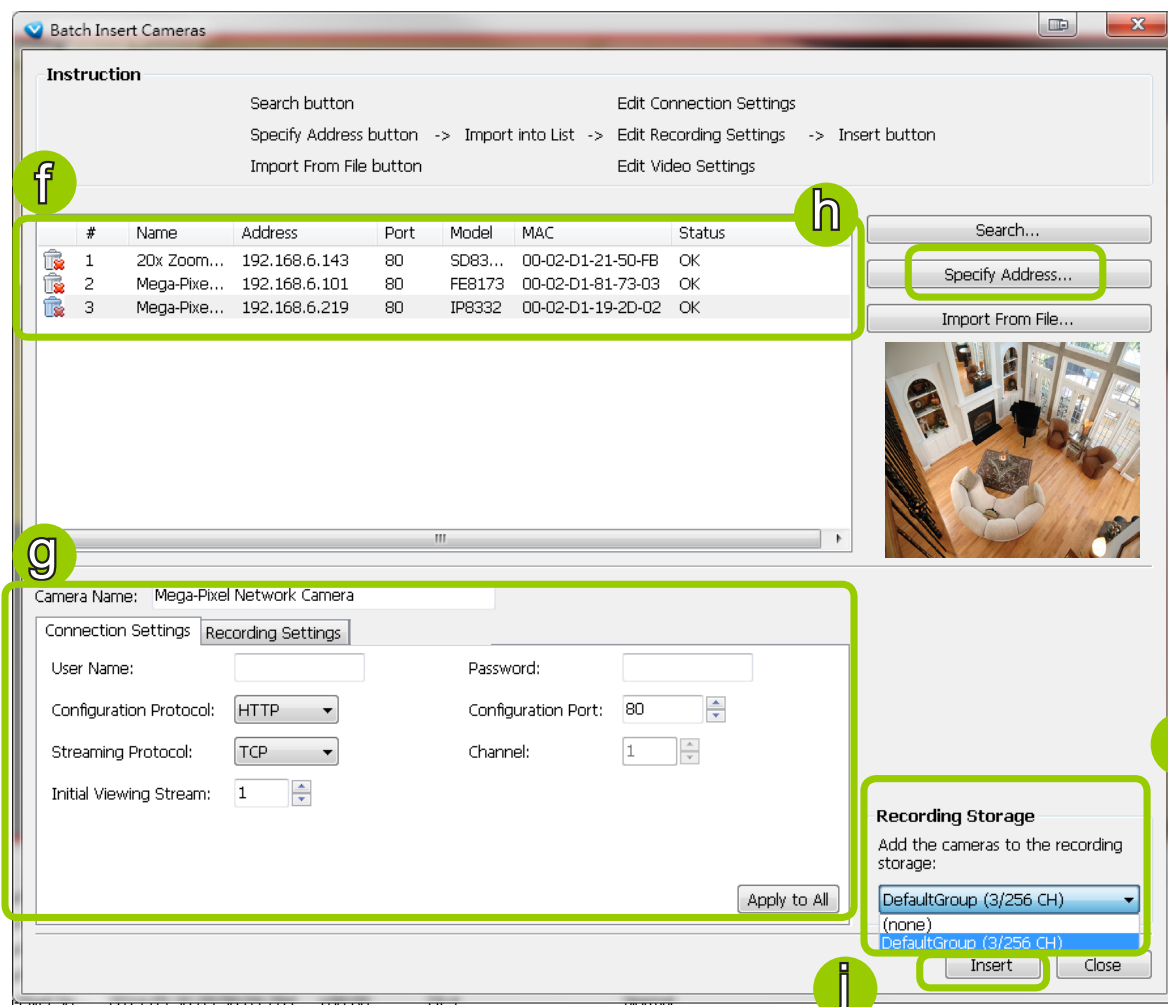 Batch Insert Cameras
Instruction
Search button Edit Connection Settings
Specify Address button -> Import into List -> Edit Recording Settings -> Insert button
Import From File button Edit Video Settings
f
h
# Name Address Port Model MAC Status
1 20x Zoom... 192.168.6.143 80 SD83... 00-02-D1-21-50-FB OK
2 Mega-Pixe... 192.168.6.101 80 FE8173 00-02-D1-81-73-03 OK
3 Mega-Pixe... 192.168.6.219 80 IP8332 00-02-D1-19-2D-02 OK
Search...
Specify Address...
Import From File...
g
Camera Name: Mega-Pixel Network Camera
Connection Settings Recording Settings
User Name: Password:
Configuration Protocol: HTTP Configuration Port: 80
Streaming Protocol: TCP Channel: 1
Initial Viewing Stream: 1
Apply to All
Recording Storage
Add the cameras to the recording
storage:
DefaultGroup (3/256 CH)
(none)
DefaultGroup (3/256 CH)
Insert Close